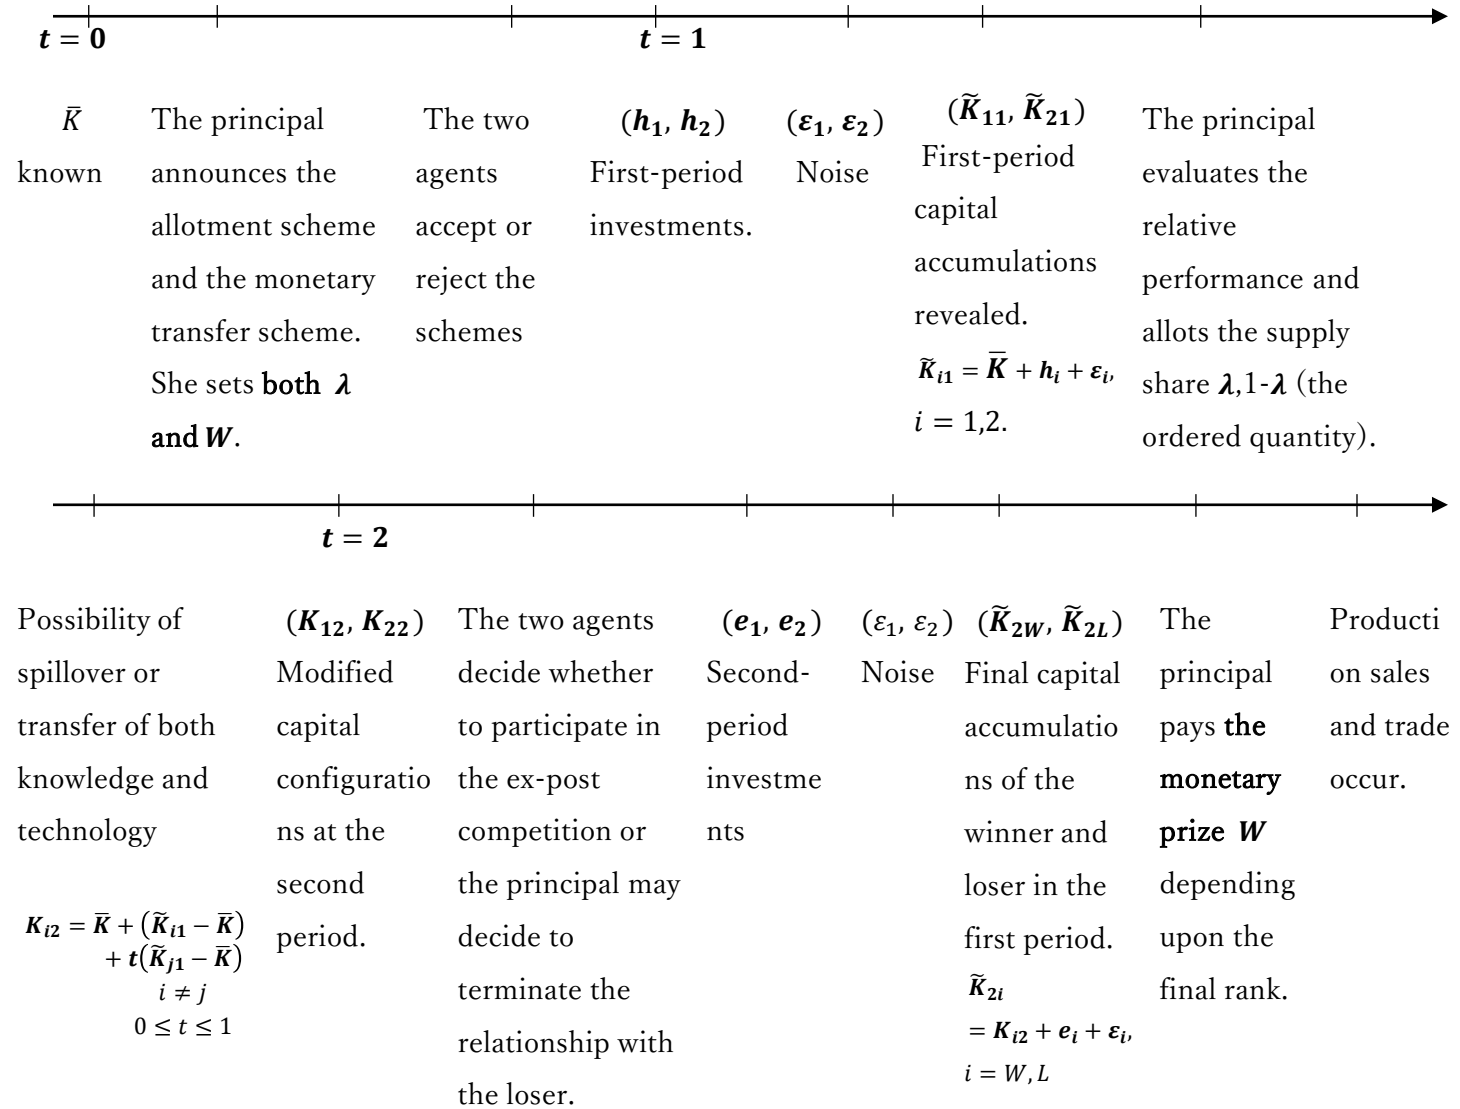 t = 0
t = 1
K̄
known
The principal
announces the
allotment scheme
and the monetary
transfer scheme.
She sets both λ
and W.
The two
agents
accept or
reject the
schemes
(h₁, h₂)
First-period
investments.
(ε₁, ε₂)
Noise
(K̃₁₁, K̃₂₁)
First-period
capital
accumulations
revealed.
K̃ᵢ₁ = K̄ + hᵢ + εᵢ,
i = 1,2.
The principal
evaluates the
relative
performance and
allots the supply
share λ,1-λ (the
ordered quantity).
t = 2
Possibility of
spillover or
transfer of both
knowledge and
technology
Kᵢ₂ = K̄ + (K̃ᵢ₁ − K̄)
+ t(K̃ⱼ₁ − K̄)
i ≠ j
0 ≤ t ≤ 1
(K₁₂, K₂₂)
Modified
capital
configuratio
ns at the
second
period.
The two agents
decide whether
to participate in
the ex-post
competition or
the principal may
decide to
terminate the
relationship with
the loser.
(e₁, e₂)
Second-
period
investme
nts
(ε₁, ε₂)
Noise
(K̃₂W, K̃₂L)
Final capital
accumulatio
ns of the
winner and
loser in the
first period.
K̃₂ᵢ
= Kᵢ₂ + eᵢ + εᵢ,
i = W, L
The
principal
pays the
monetary
prize W
depending
upon the
final rank.
Producti
on sales
and trade
occur.